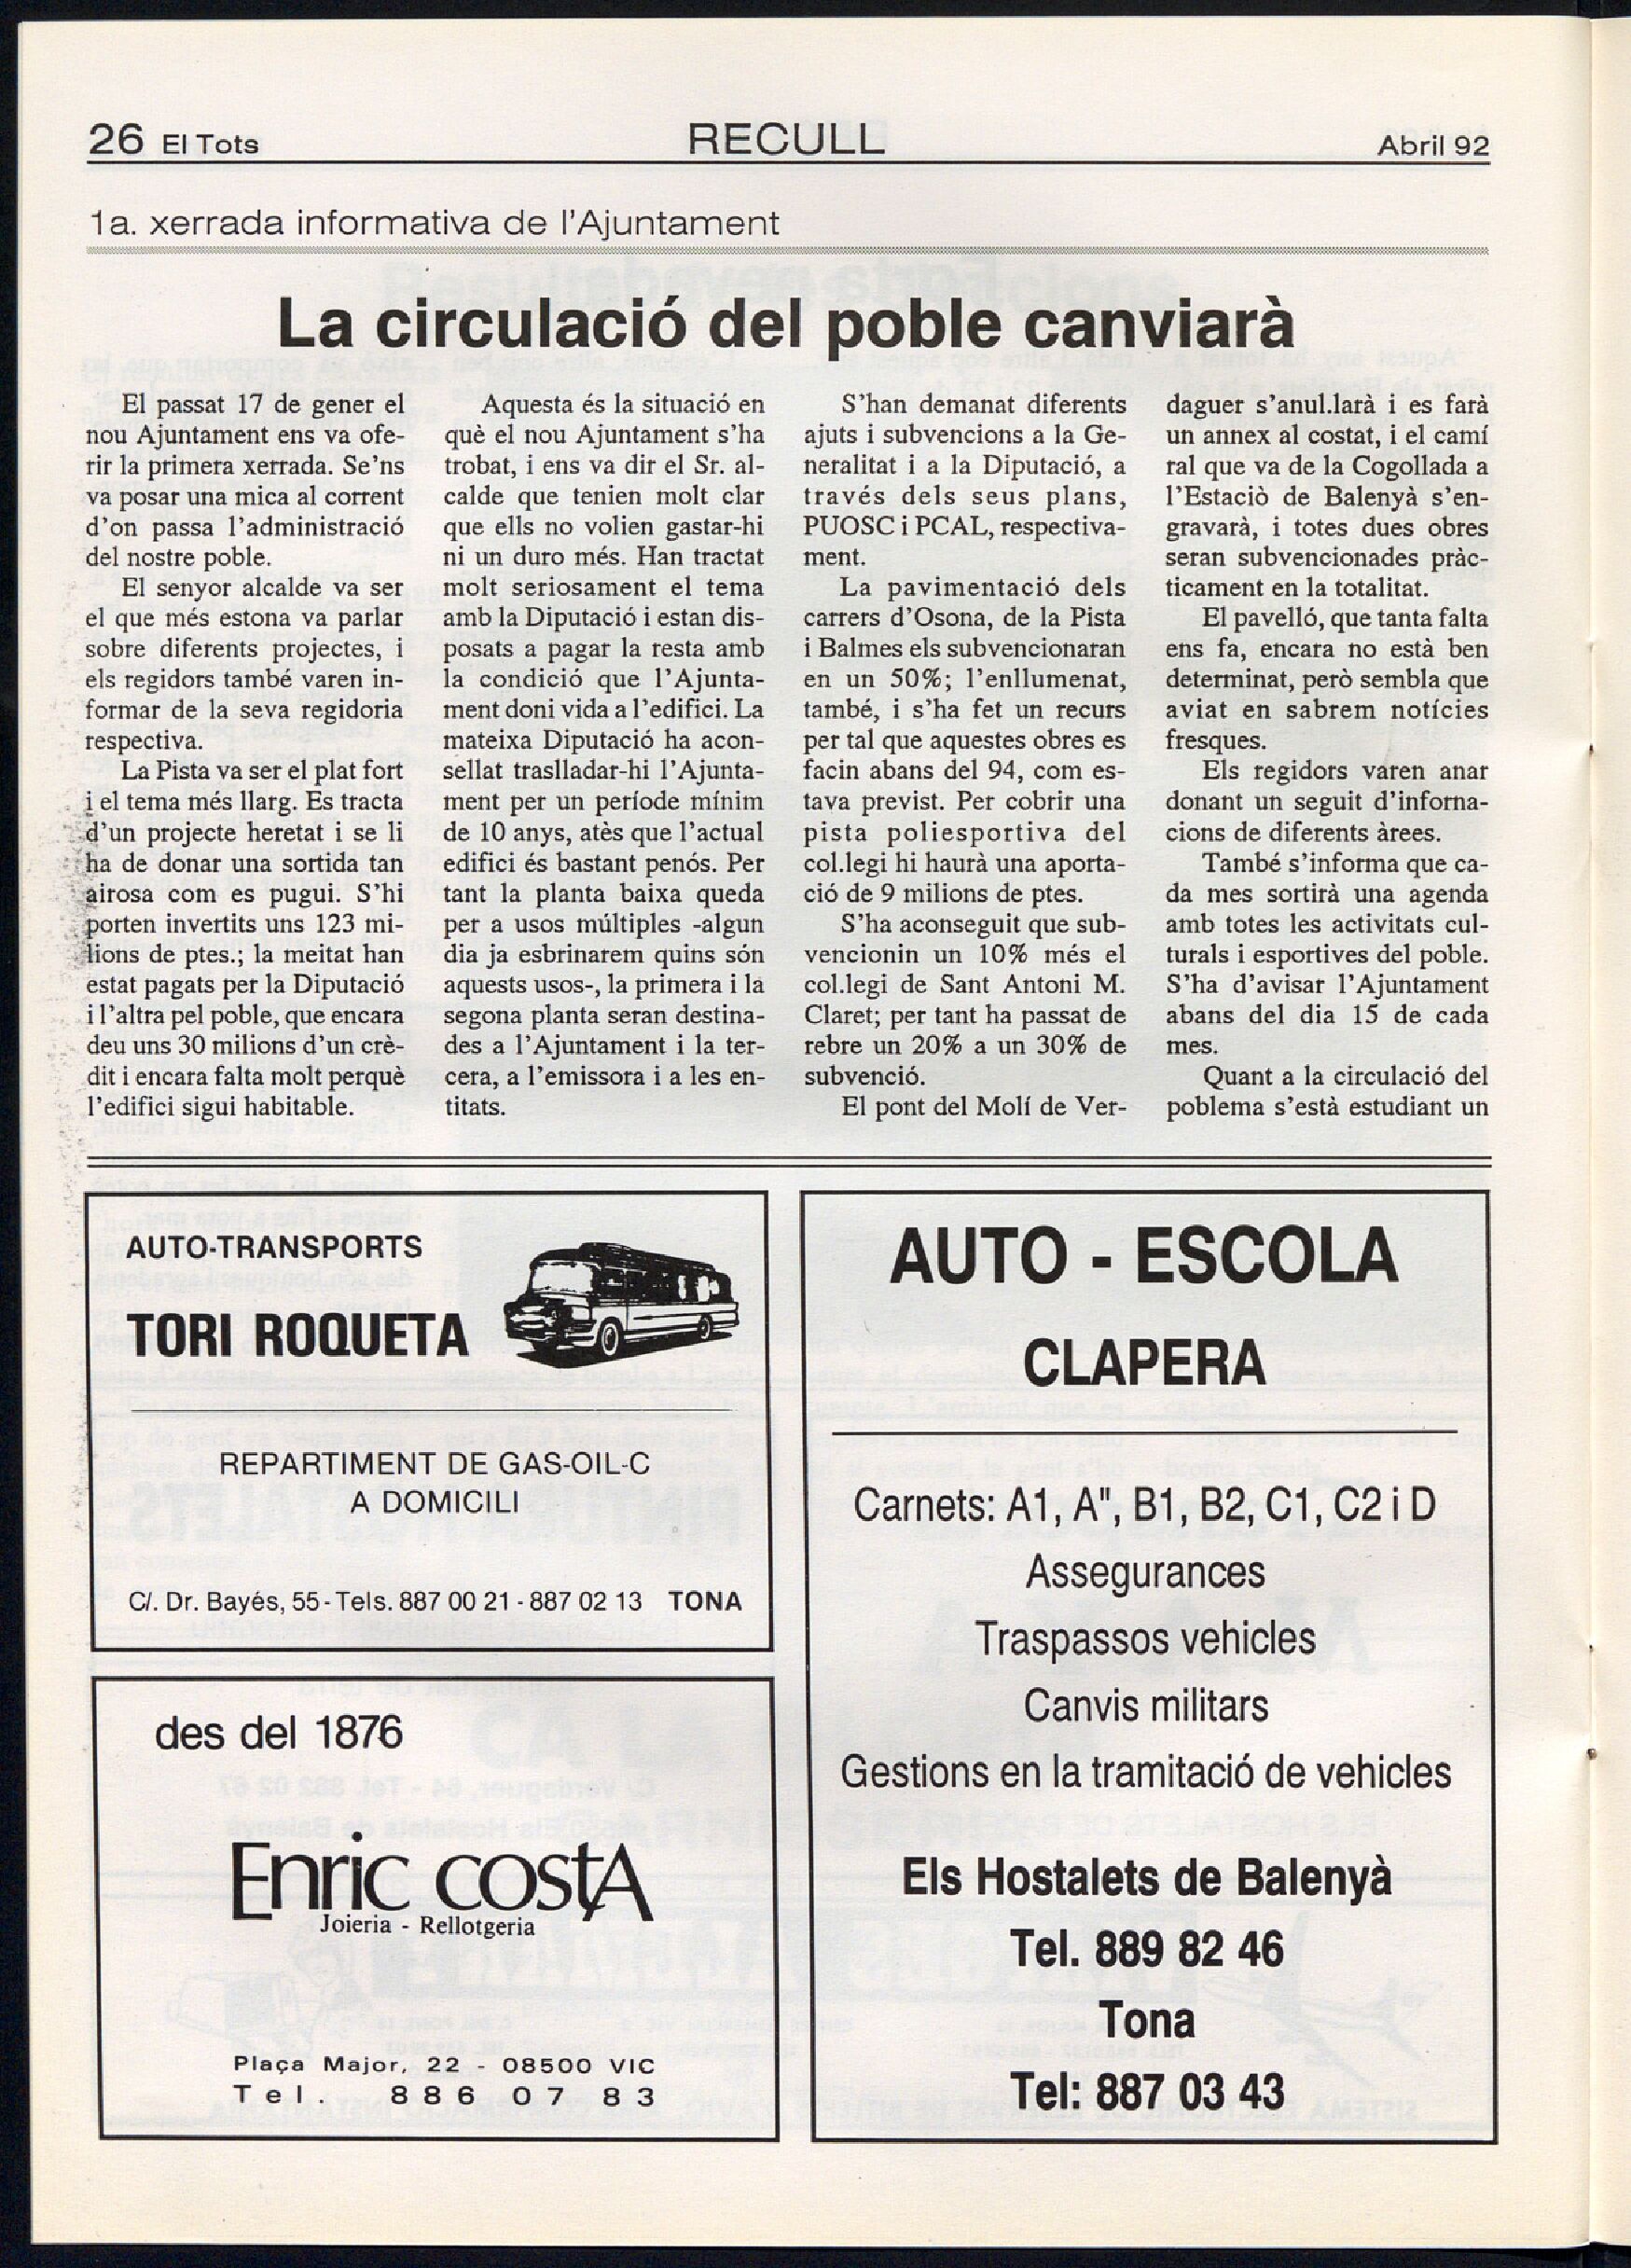 26 El Tots
RECULL
Abril 92
1a. xerrada informativa de l'Ajuntament
La circulació del poble canviarà
El passat 17 de gener el
nou Ajuntament ens va ofe-
rir la primera xerrada. Se'ns
va posar una mica al corrent
d'on passa l'administració
del nostre poble.
El senyor alcalde va ser
el que més estona va parlar
sobre diferents projectes, i
els regidors també varen in-
formar de la seva regidoria
respectiva.
La Pista va ser el plat fort
i el tema més llarg. Es tracta
d'un projecte heretat i se li
ha de donar una sortida tan
airosa com es pugui. S'hi
porten invertits uns 123 mi-
lions de ptes.; la meitat han
estat pagats per la Diputació
i l'altra pel poble, que encara
deu uns 30 milions d'un crè-
dit i encara falta molt perquè
l'edifici sigui habitable.
Aquesta és la situació en
què el nou Ajuntament s'ha
trobat, i ens va dir el Sr. al-
calde que tenien molt clar
que ells no volien gastar-hi
ni un duro més. Han tractat
molt seriosament el tema
amb la Diputació i estan dis-
posats a pagar la resta amb
la condició que l'Ajunta-
ment doni vida a l'edifici. La
mateixa Diputació ha acon-
sellat traslladar-hi l'Ajunta-
ment per un període mínim
de 10 anys, atès que l'actual
edifici és bastant penós. Per
tant la planta baixa queda
per a usos múltiples -algun
dia ja esbrinarem quins són
aquests usos-, la primera i la
segona planta seran destina-
des a l'Ajuntament i la ter-
cera, a l'emissora i a les en-
titats.
S'han demanat diferents
ajuts i subvencions a la Ge-
neralitat i a la Diputació, a
través dels seus plans,
PUOSC i PCAL, respectiva-
ment.
La pavimentació dels
carrers d'Osona, de la Pista
i Balmes els subvencionaran
en un 50%; l'enllumenat,
també, i s'ha fet un recurs
per tal que aquestes obres es
facin abans del 94, com es-
tava previst. Per cobrir una
pista poliesportiva del
col.legi hi haurà una aporta-
ció de 9 milions de ptes.
S'ha aconseguit que sub-
vencionin un 10% més el
col.legi de Sant Antoni M.
Claret; per tant ha passat de
rebre un 20% a un 30% de
subvenció.
El pont del Molí de Ver-
daguer s'anul.larà i es farà
un annex al costat, i el camí
ral que va de la Cogollada a
l'Estaciò de Balenyà s'en-
gravarà, i totes dues obres
seran subvencionades pràc-
ticament en la totalitat.
El pavelló, que tanta falta
ens fa, encara no està ben
determinat, però sembla que
aviat en sabrem notícies
fresques.
Els regidors varen anar
donant un seguit d'inforna-
cions de diferents àrees.
També s'informa que ca-
da mes sortirà una agenda
amb totes les activitats cul-
turals i esportives del poble.
S'ha d'avisar l'Ajuntament
abans del dia 15 de cada
mes.
Quant a la circulació del
poblema s'està estudiant un
AUTO-TRANSPORTS
TORI ROQUETA
REPARTIMENT DE GAS-OIL-C
A DOMICILI
C/. Dr. Bayés, 55 - Tels. 887 00 21 - 887 02 13 TONA
des del 1876
Enric costA
Joieria - Rellotgeria
Plaça Major, 22 - 08500 VIC
Tel. 886 07 83
AUTO - ESCOLA
CLAPERA
Carnets: A1, A", B1, B2, C1, C2 i D
Assegurances
Traspassos vehicles
Canvis militars
Gestions en la tramitació de vehicles
Els Hostalets de Balenyà
Tel. 889 82 46
Tona
Tel: 887 03 43